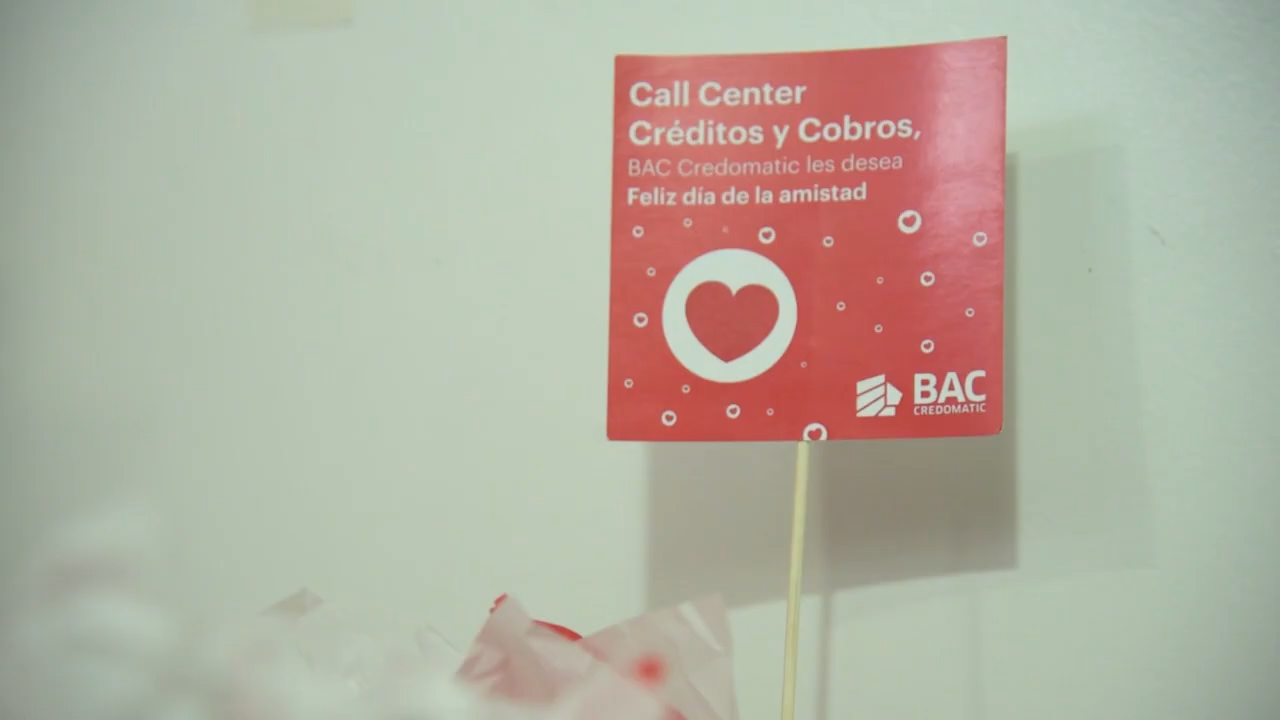 Call Center
Créditos y Cobros,
BAC Credomatic les desea
Feliz día de la amistad
BAC
CREDOMATIC